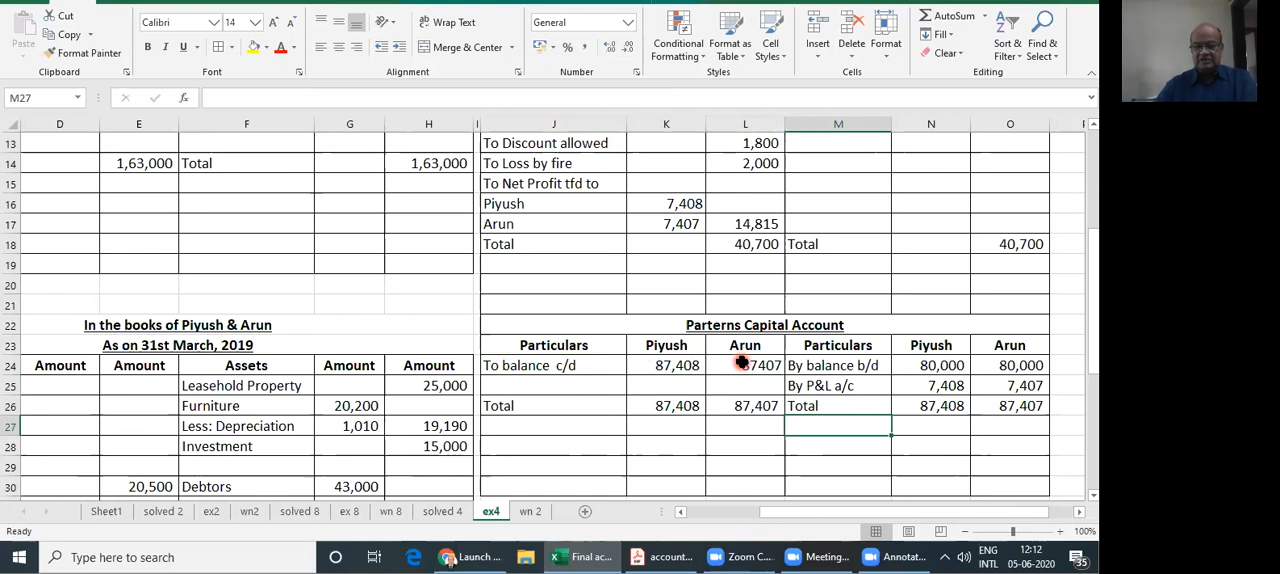 Cut
Copy
Format Painter
Paste
Clipboard
Calibri 14
B I U
Font
Wrap Text
Merge & Center
Alignment
General
%
Number
Conditional Formatting
Format as Table
Cell Styles
Styles
Insert Delete Format
Cells
AutoSum
Fill
Clear
Sort & Filter
Find & Select
Editing
M27 fx
D E F G H I J K L M N O
13 To Discount allowed 1,800
14 1,63,000 Total 1,63,000 To Loss by fire 2,000
15 To Net Profit tfd to
16 Piyush 7,408
17 Arun 7,407 14,815
18 Total 40,700 Total 40,700
19
20
21
22 In the books of Piyush & Arun Parterns Capital Account
23 As on 31st March, 2019 Particulars Piyush Arun Particulars Piyush Arun
24 Amount Amount Assets Amount Amount To balance c/d 87,408 87407 By balance b/d 80,000 80,000
25 Leasehold Property 25,000 By P&L a/c 7,408 7,407
26 Furniture 20,200 Total 87,408 87,407 Total 87,408 87,407
27 Less: Depreciation 1,010 19,190
28 Investment 15,000
29
30 20,500 Debtors 43,000
Sheet1 solved 2 ex2 wn2 solved 8 ex 8 wn 8 solved 4 ex4 wn 2
Ready 100%
Type here to search
Launch ...
Final ac...
account...
Zoom C...
Meeting...
Annotat...
ENG
INTL
12:12
05-06-2020
35